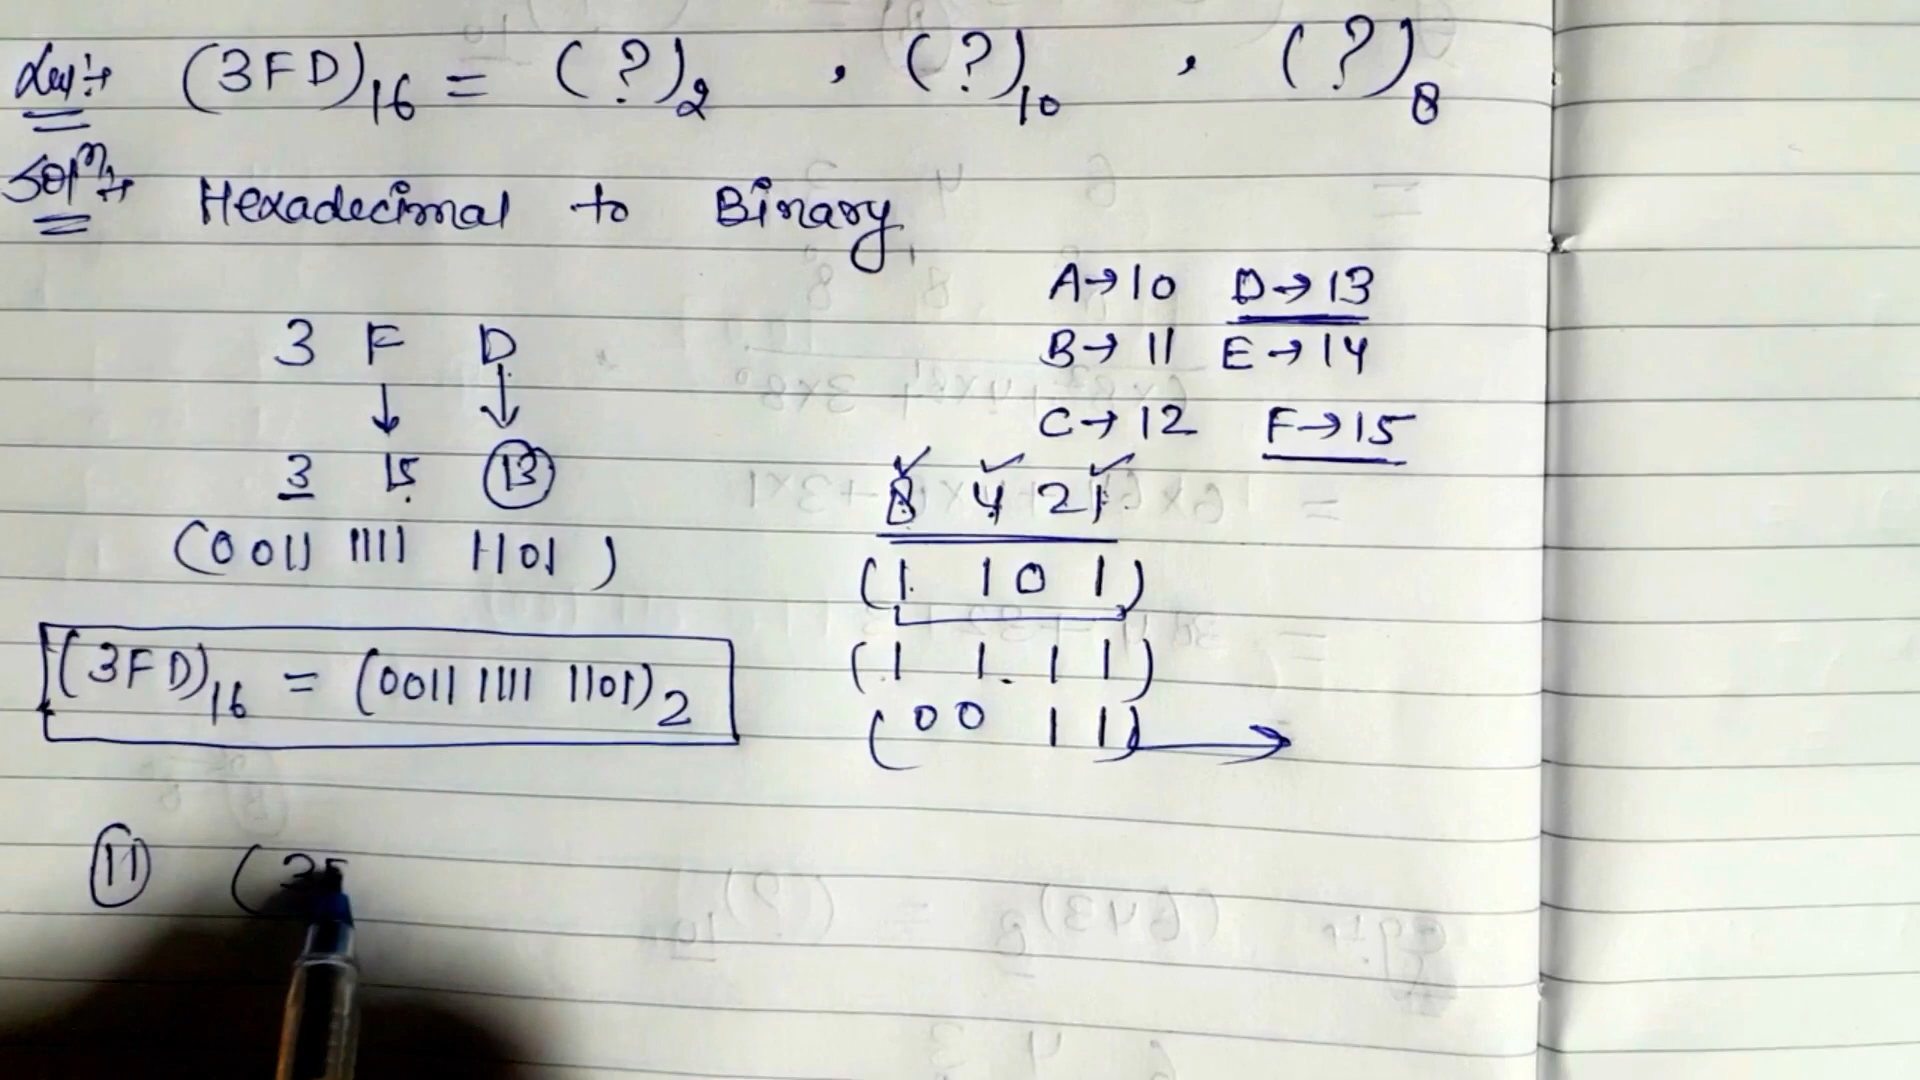 (3FD)16 = (?)2 , (?)10 , (?)8
Solⁿ:→ Hexadecimal to Binary
A→10 D→13
B→11 E→14
C→12 F→15
3 F D
↓ ↓
3 15 13
(0011 1111 1101)
8 4 2 1
(1 1 0 1)
(1 1 1 1)
(0 0 1 1)→
(3FD)16 = (0011 1111 1101)2
(11) (3F